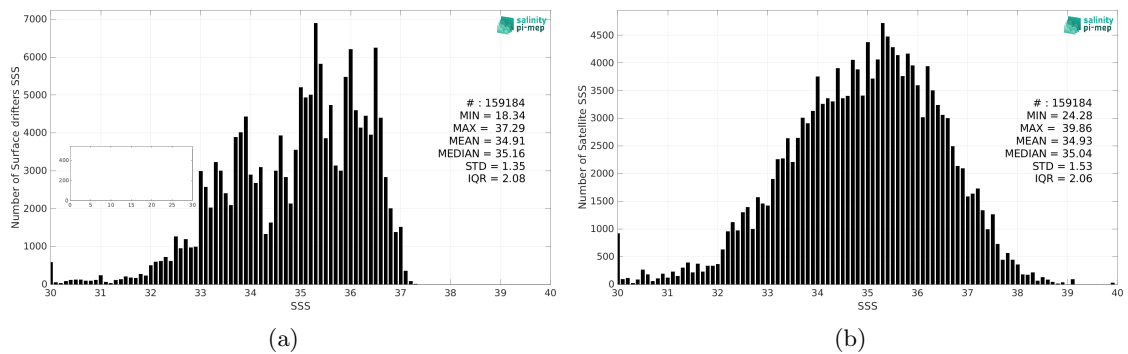 7000
6000
5000
4000
3000
2000
1000
0
Number of Surface drifters SSS
salinity
pi-mep
# : 159184
MIN = 18.34
MAX = 37.29
MEAN = 34.91
MEDIAN = 35.16
STD = 1.35
IQR = 2.08
400
200
0
0 5 10 15 20 25 30
30 31 32 33 34 35 36 37 38 39 40
SSS
(a)
4500
4000
3500
3000
2500
2000
1500
1000
500
0
Number of Satellite SSS
salinity
pi-mep
# : 159184
MIN = 24.28
MAX = 39.86
MEAN = 34.93
MEDIAN = 35.04
STD = 1.53
IQR = 2.06
30 31 32 33 34 35 36 37 38 39 40
SSS
(b)